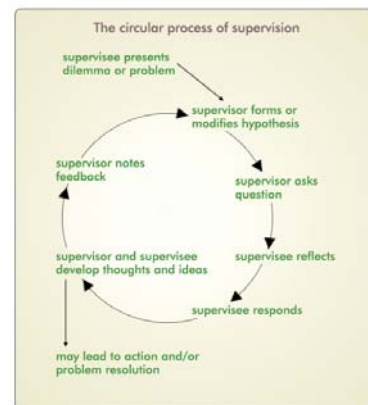 The circular process of supervision
supervisee presents
dilemma or problem
supervisor forms or
modifies hypothesis
supervisor asks
question
supervisee reflects
supervisee responds
supervisor and supervisee
develop thoughts and ideas
supervisor notes
feedback
may lead to action and/or
problem resolution